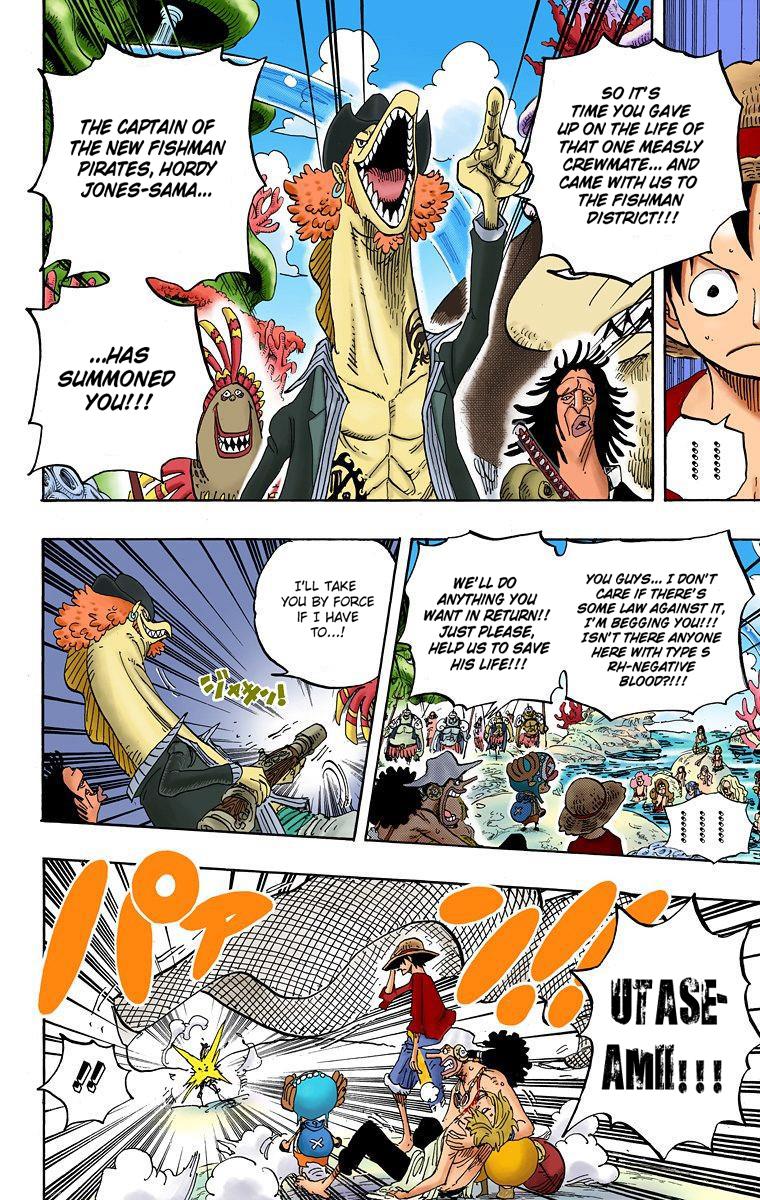 SO IT'S
TIME YOU GAVE
UP ON THE LIFE OF
THAT ONE MEASLY
CREWMATE... AND
CAME WITH US TO
THE FISHMAN
DISTRICT!!!
THE CAPTAIN OF
THE NEW FISHMAN
PIRATES, HORDY
JONES-SAMA...
...HAS
SUMMONED
YOU!!!
YOU GUYS... I DON'T
CARE IF THERE'S
SOME LAW AGAINST IT,
I'M BEGGING YOU!!!
ISN'T THERE ANYONE
HERE WITH TYPE S
RH-NEGATIVE
BLOOD?!!!
WE'LL DO
ANYTHING YOU
WANT IN RETURN!!
JUST PLEASE,
HELP US TO SAVE
HIS LIFE!!!
I'LL TAKE
YOU BY FORCE
IF I HAVE
TO...!
UTASE-
AMI!!!
パァン!!!
!!